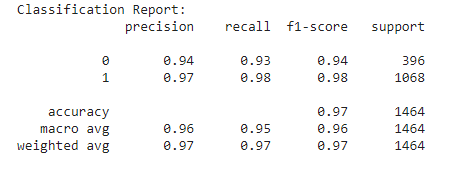 Classification Report:
precision recall f1-score support
0 0.94 0.93 0.94 396
1 0.97 0.98 0.98 1068
accuracy 0.97 1464
macro avg 0.96 0.95 0.96 1464
weighted avg 0.97 0.97 0.97 1464